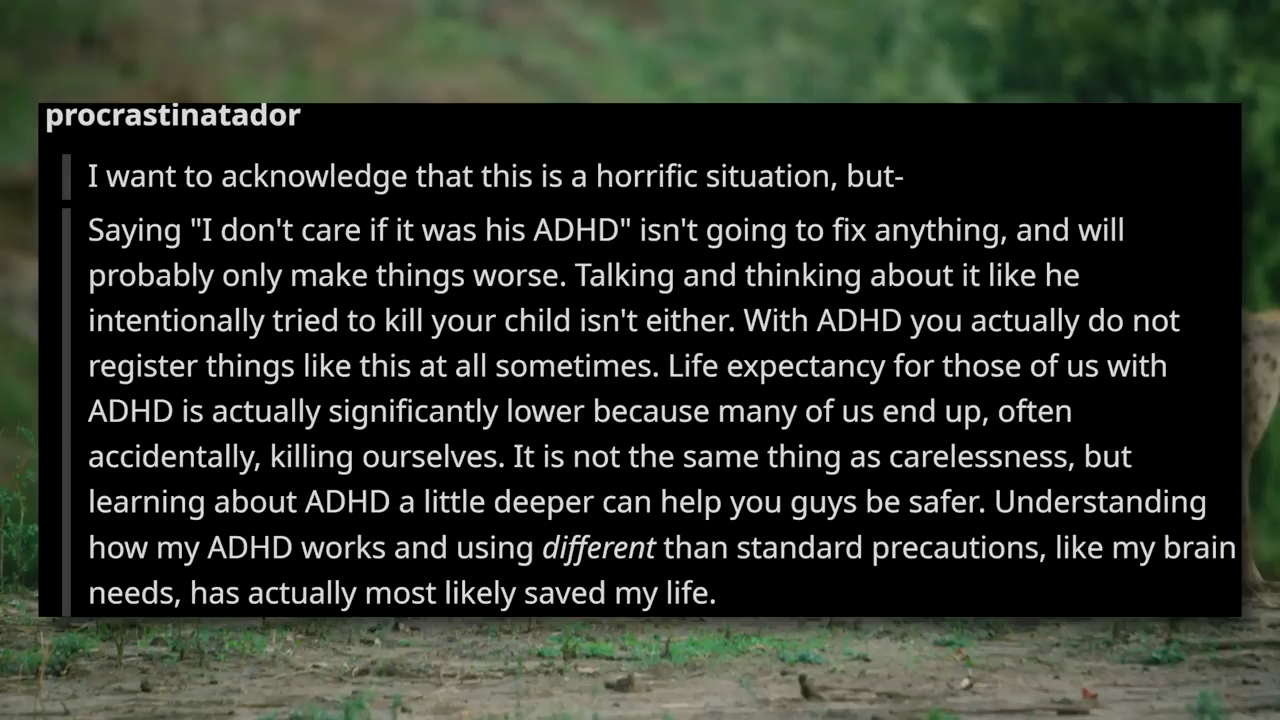 procrastinatador
I want to acknowledge that this is a horrific situation, but-
Saying "I don't care if it was his ADHD" isn't going to fix anything, and will
probably only make things worse. Talking and thinking about it like he
intentionally tried to kill your child isn't either. With ADHD you actually do not
register things like this at all sometimes. Life expectancy for those of us with
ADHD is actually significantly lower because many of us end up, often
accidentally, killing ourselves. It is not the same thing as carelessness, but
learning about ADHD a little deeper can help you guys be safer. Understanding
how my ADHD works and using different than standard precautions, like my brain
needs, has actually most likely saved my life.